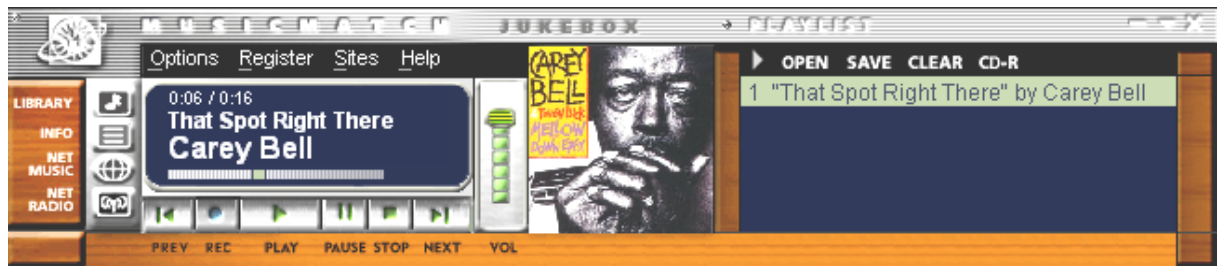 MUSICMATCH JUKEBOX
PLAYLIST
Options Register Sites Help
LIBRARY
INFO
NET
MUSIC
NET
RADIO
0:06 / 0:16
That Spot Right There
Carey Bell
PREV REC PLAY PAUSE STOP NEXT VOL
CAREY
BELL
MELLOW
DOWN EASY
OPEN SAVE CLEAR CD-R
1 "That Spot Right There" by Carey Bell